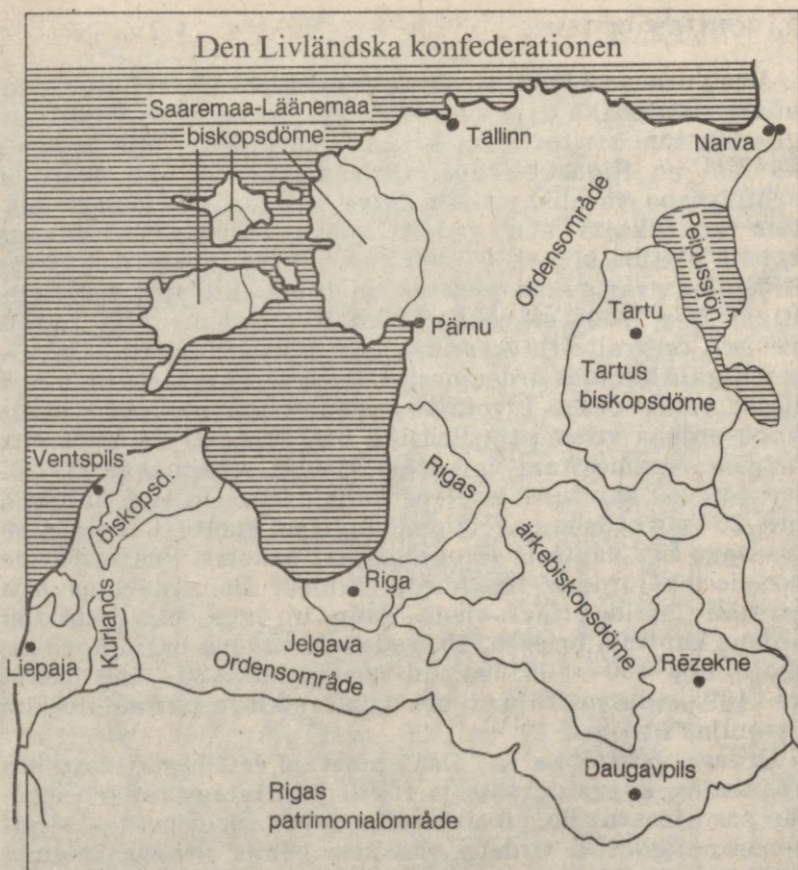 Den Livländska konfederationen
Saaremaa-Läänemaa
biskopsdöme
Tallinn
Narva
Ordensområde
Peipussjön
Tartu
Pärnu
Tartus
biskopsdöme
Ventspils
biskopsd.
Kurlands
Rigas
ärkebiskopsdöme
Riga
Liepaja
Jelgava
Ordensområde
Rēzekne
Daugavpils
Rigas
patrimonialområde